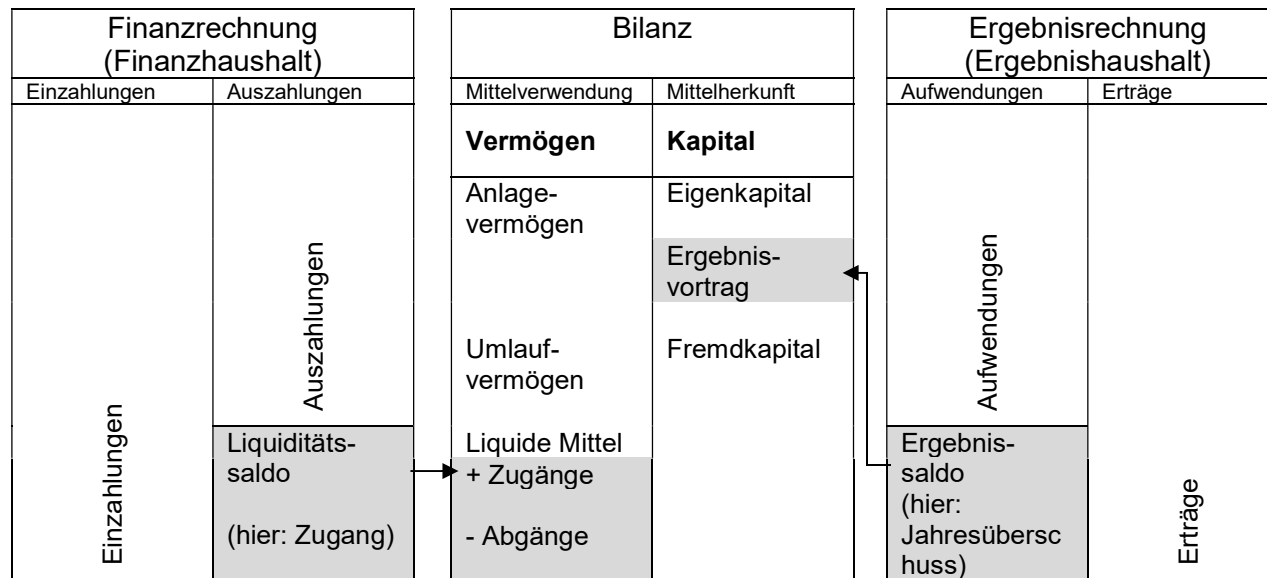 Finanzrechnung
(Finanzhaushalt)
Einzahlungen
Auszahlungen
Einzahlungen
Auszahlungen
Liquiditäts-
saldo
(hier: Zugang)
Bilanz
Mittelverwendung
Mittelherkunft
Vermögen
Kapital
Anlage-
vermögen
Umlauf-
vermögen
Liquide Mittel
+ Zugänge
- Abgänge
Eigenkapital
Ergebnis-
vortrag
Fremdkapital
Ergebnisrechnung
(Ergebnishaushalt)
Aufwendungen
Erträge
Aufwendungen
Ergebnis-
saldo
(hier:
Jahresübersc
huss)
Erträge